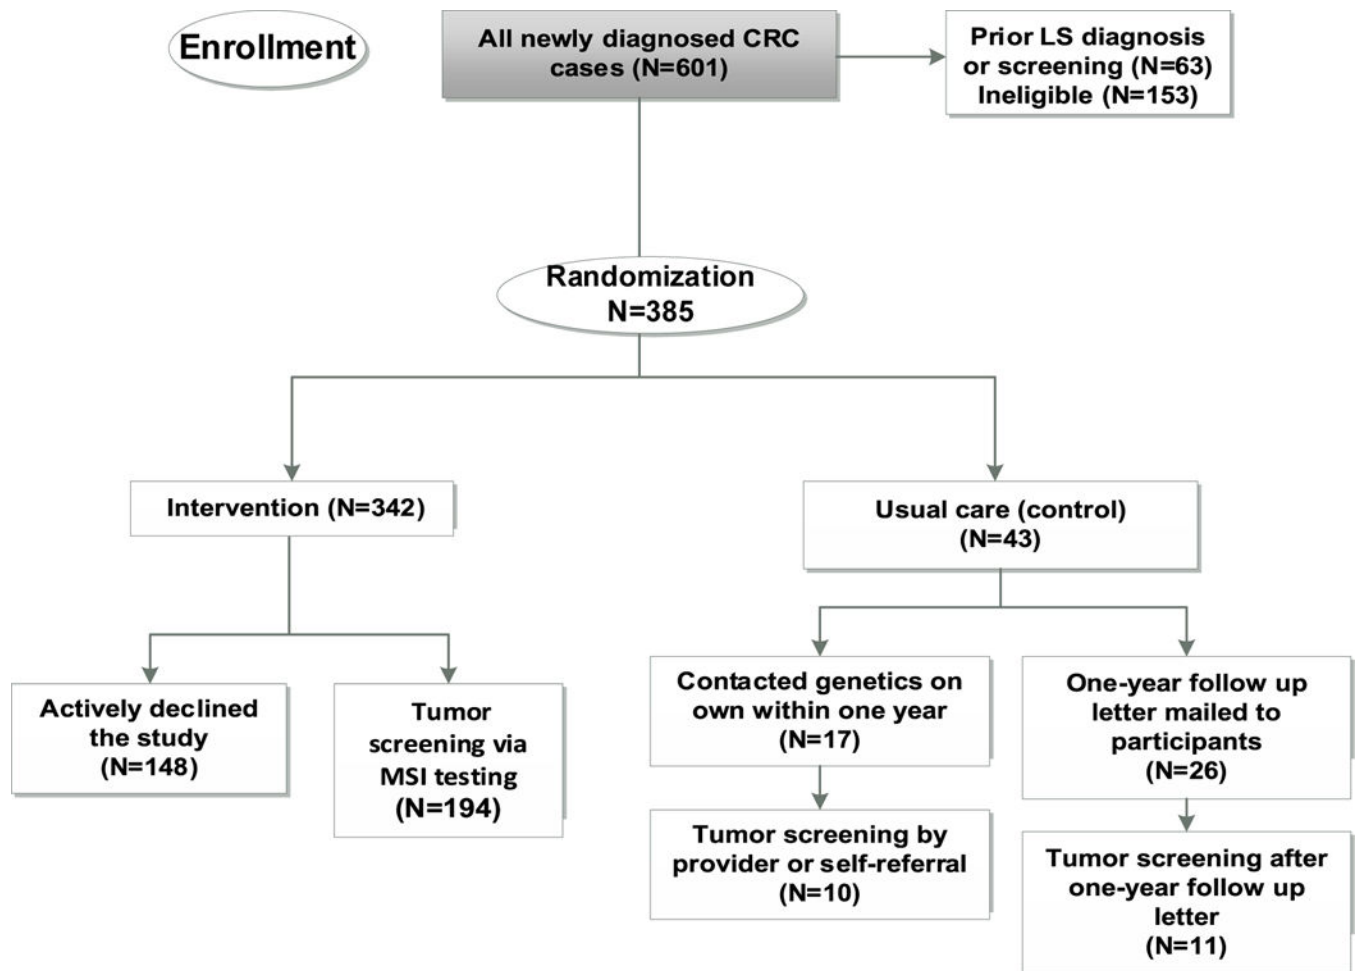 Enrollment
All newly diagnosed CRC
cases (N=601)
Prior LS diagnosis
or screening (N=63)
Ineligible (N=153)
Randomization
N=385
Intervention (N=342)
Usual care (control)
(N=43)
Actively declined
the study
(N=148)
Tumor
screening via
MSI testing
(N=194)
Contacted genetics on
own within one year
(N=17)
One-year follow up
letter mailed to
participants
(N=26)
Tumor screening by
provider or self-referral
(N=10)
Tumor screening after
one-year follow up
letter
(N=11)